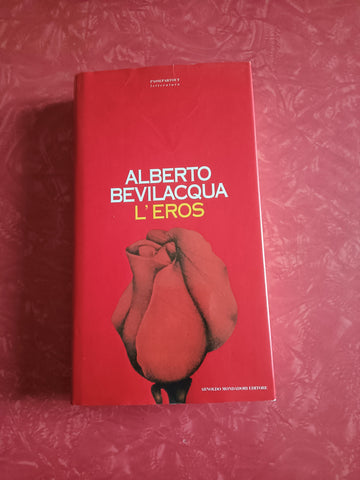 PASSEPARTOUT
letteratura
ALBERTO
BEVILACQUA
L'EROS
ARNOLDO MONDADORI EDITORE